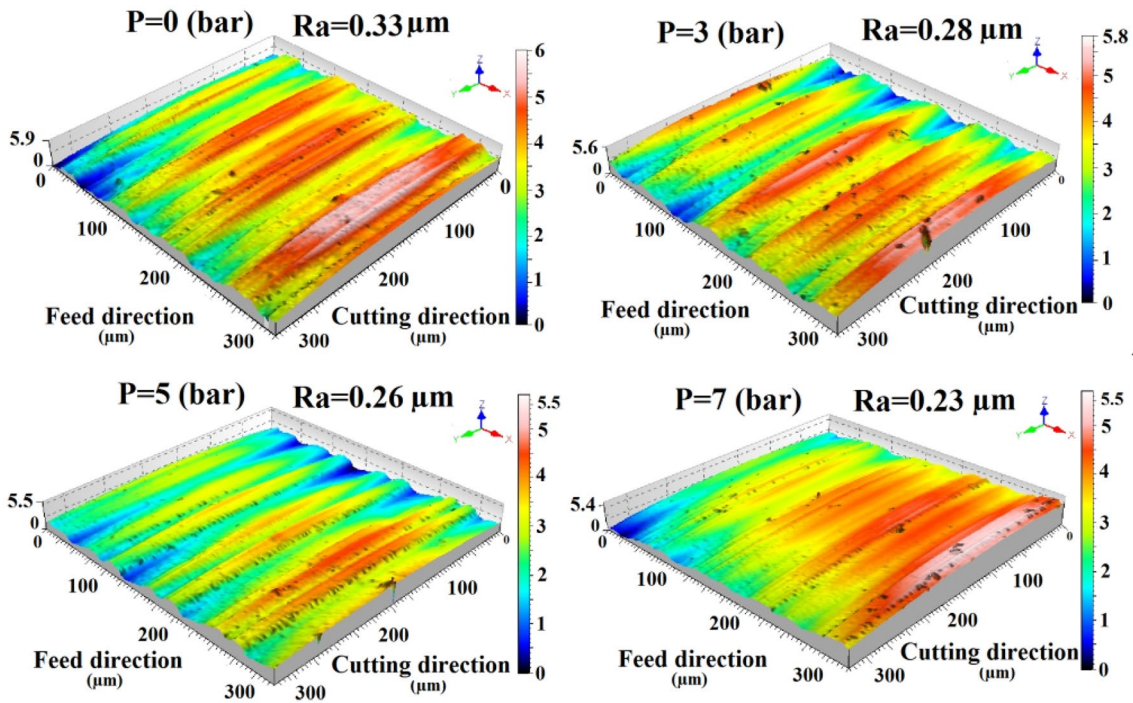 P=0 (bar) Ra=0.33 µm
Z
Y
X
6
5
4
3
2
1
0
5.9
0
0
100
200
300
Feed direction
(µm)
0
100
200
300
Cutting direction
(µm)
P=3 (bar) Ra=0.28 µm
Z
Y
X
5.8
5
4
3
2
1
0
5.6
0
0
100
200
300
Feed direction
(µm)
0
100
200
300
Cutting direction
(µm)
P=5 (bar) Ra=0.26 µm
Z
Y
X
5.5
5
4
3
2
1
0
5.5
0
0
100
200
300
Feed direction
(µm)
0
100
200
300
Cutting direction
(µm)
P=7 (bar) Ra=0.23 µm
Z
Y
X
5.5
5
4
3
2
1
0
5.4
0
0
100
200
300
Feed direction
(µm)
0
100
200
300
Cutting direction
(µm)